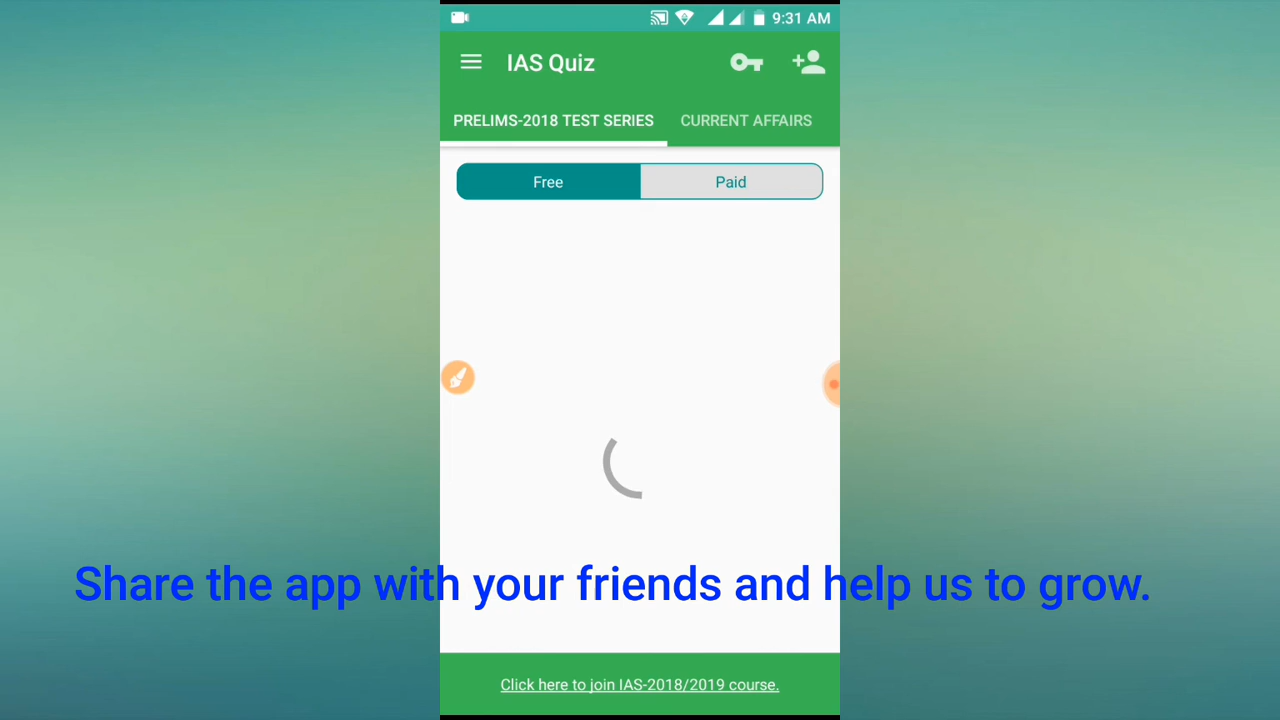 9:31 AM
IAS Quiz
PRELIMS-2018 TEST SERIES CURRENT AFFAIRS
Free Paid
Share the app with your friends and help us to grow.
Click here to join IAS-2018/2019 course.